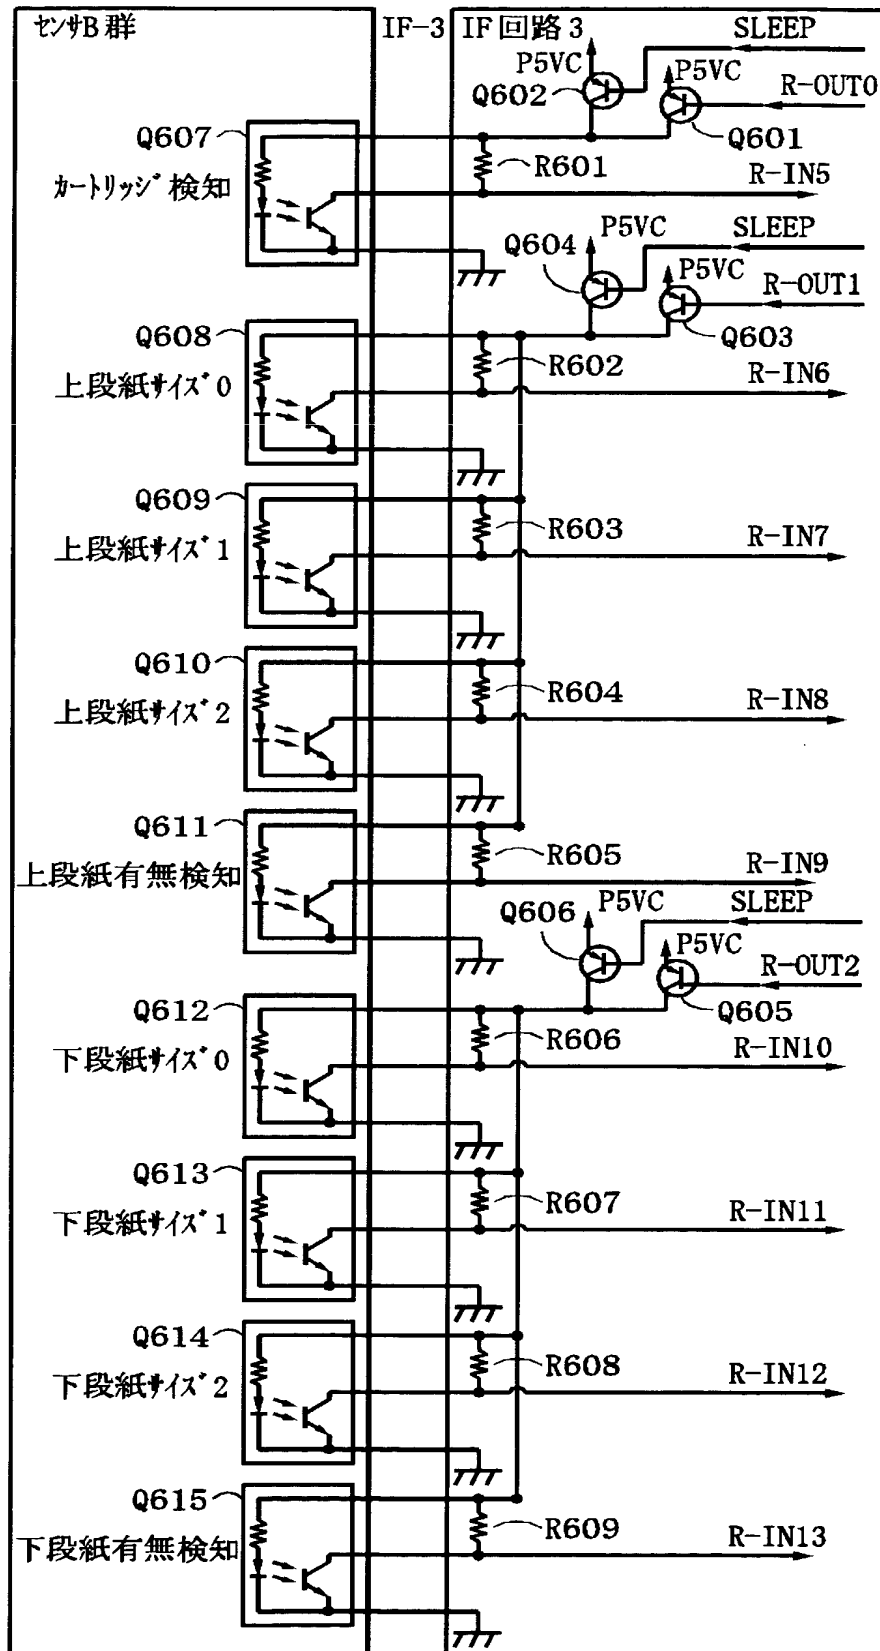 センサB群
IF-3
IF回路3
SLEEP
P5VC
Q602
P5VC
R-OUT0
Q601
Q607
カートリッジ検知
R601
R-IN5
SLEEP
P5VC
Q604
P5VC
R-OUT1
Q603
Q608
上段紙サイズ0
R602
R-IN6
Q609
上段紙サイズ1
R603
R-IN7
Q610
上段紙サイズ2
R604
R-IN8
Q611
上段紙有無検知
R605
R-IN9
SLEEP
P5VC
Q606
P5VC
R-OUT2
Q605
Q612
下段紙サイズ0
R606
R-IN10
Q613
下段紙サイズ1
R607
R-IN11
Q614
下段紙サイズ2
R608
R-IN12
Q615
下段紙有無検知
R609
R-IN13